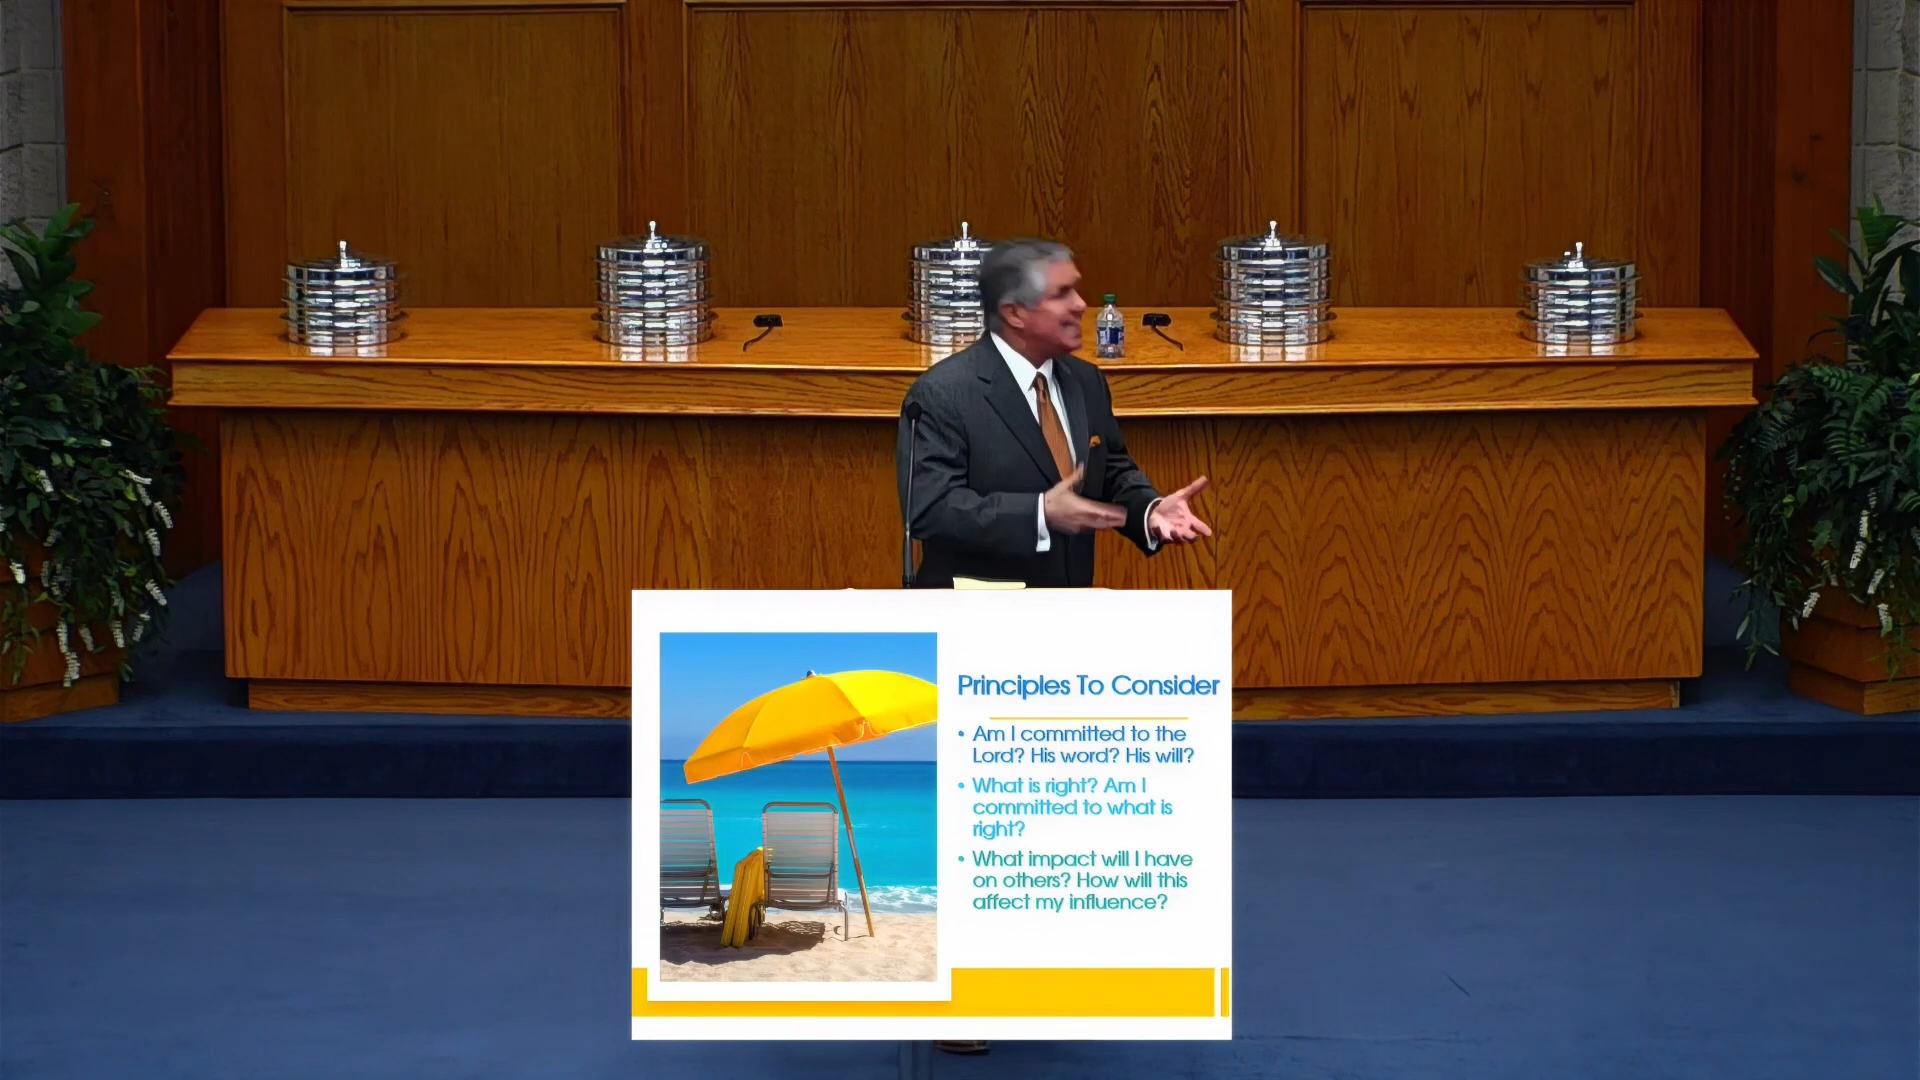 Principles To Consider
• Am I committed to the
Lord? His word? His will?
• What is right? Am I
committed to what is
right?
• What impact will I have
on others? How will this
affect my influence?